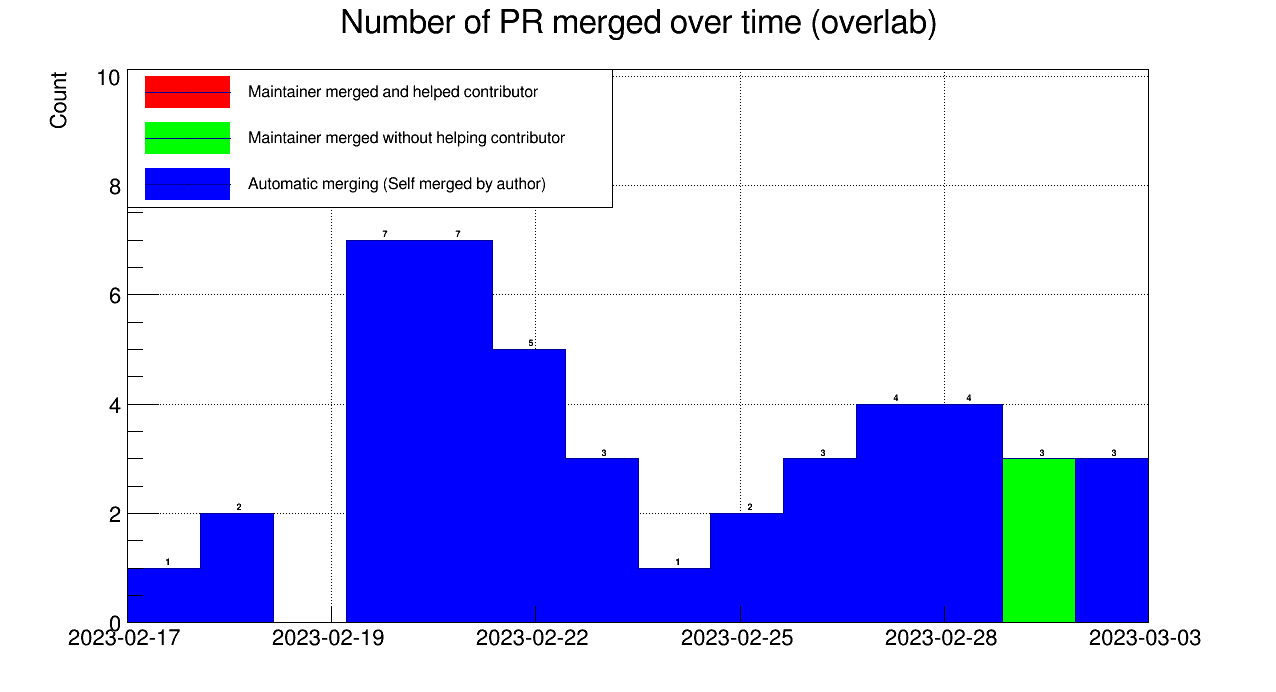 Number of PR merged over time (overlab)
Count
10
Maintainer merged and helped contributor
Maintainer merged without helping contributor
8
Automatic merging (Self merged by author)
7 7
6
5
4
4 4
3 3 3 3
2
2 2
1 1
0
2023-02-17 2023-02-19 2023-02-22 2023-02-25 2023-02-28 2023-03-03